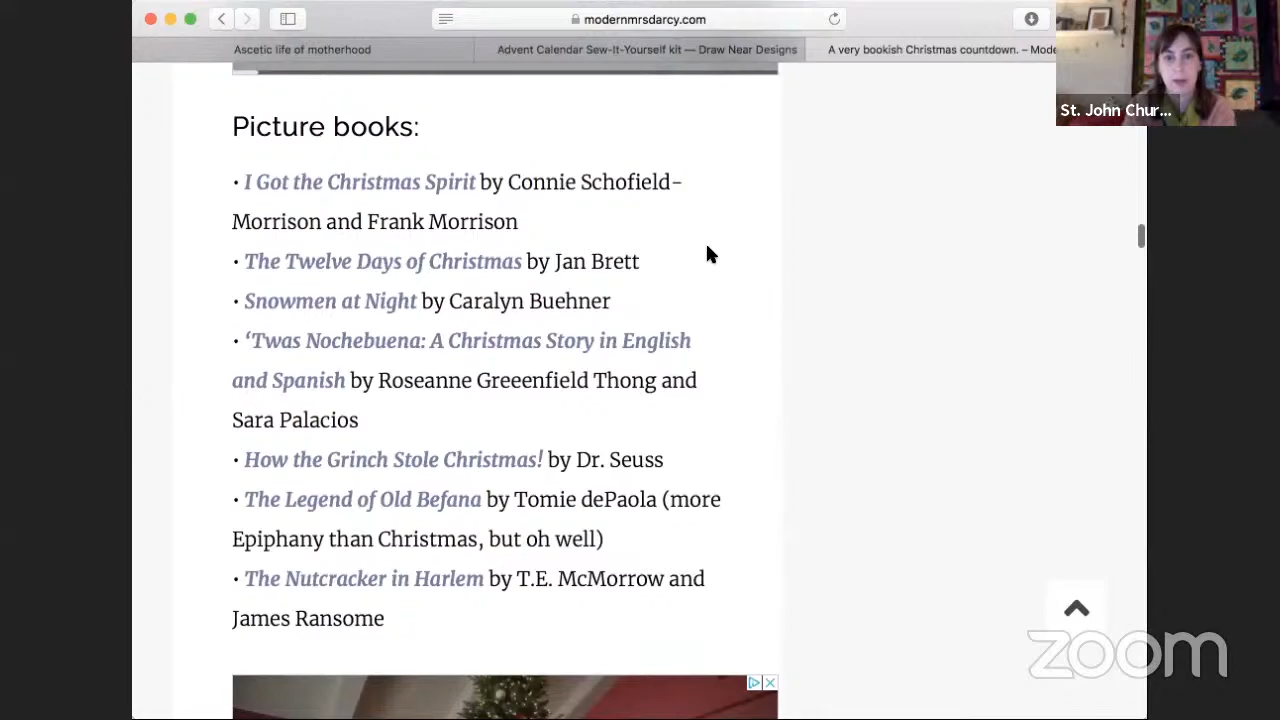 modernmrsdarcy.com
Ascetic life of motherhood
Advent Calendar Sew-It-Yourself kit — Draw Near Designs
A very bookish Christmas countdown. – Mode
St. John Chur...
Picture books:
• I Got the Christmas Spirit by Connie Schofield-
Morrison and Frank Morrison
• The Twelve Days of Christmas by Jan Brett
• Snowmen at Night by Caralyn Buehner
• ‘Twas Nochebuena: A Christmas Story in English
and Spanish by Roseanne Greeenfield Thong and
Sara Palacios
• How the Grinch Stole Christmas! by Dr. Seuss
• The Legend of Old Befana by Tomie dePaola (more
Epiphany than Christmas, but oh well)
• The Nutcracker in Harlem by T.E. McMorrow and
James Ransome
zoom